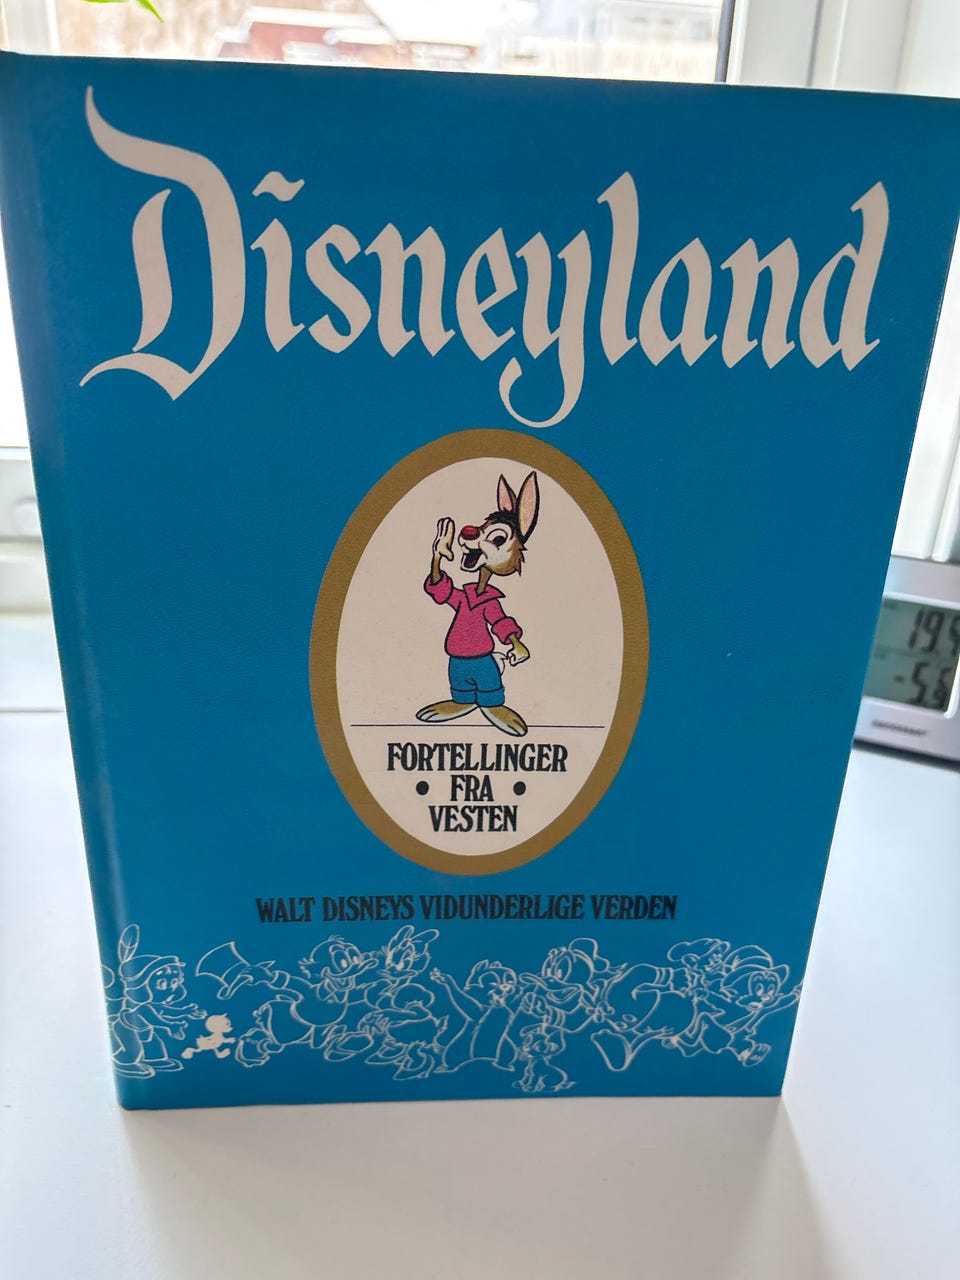 Disneyland
FORTELLINGER
• FRA •
VESTEN
WALT DISNEYS VIDUNDERLIGE VERDEN